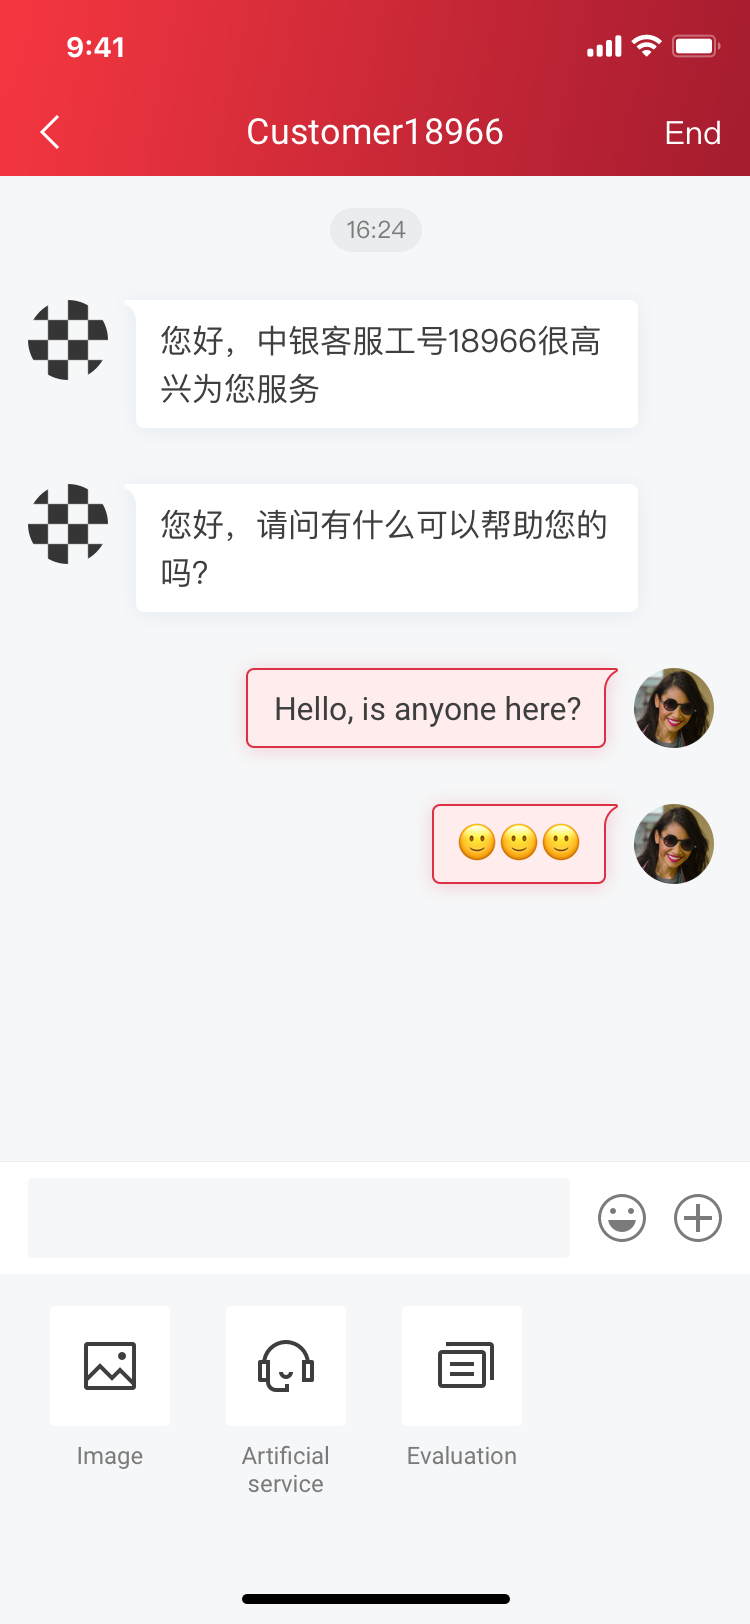 9:41
Customer18966
End
16:24
您好，中银客服工号18966很高
兴为您服务
您好，请问有什么可以帮助您的
吗?
Hello, is anyone here?
🙂🙂🙂
Image
Artificial
service
Evaluation